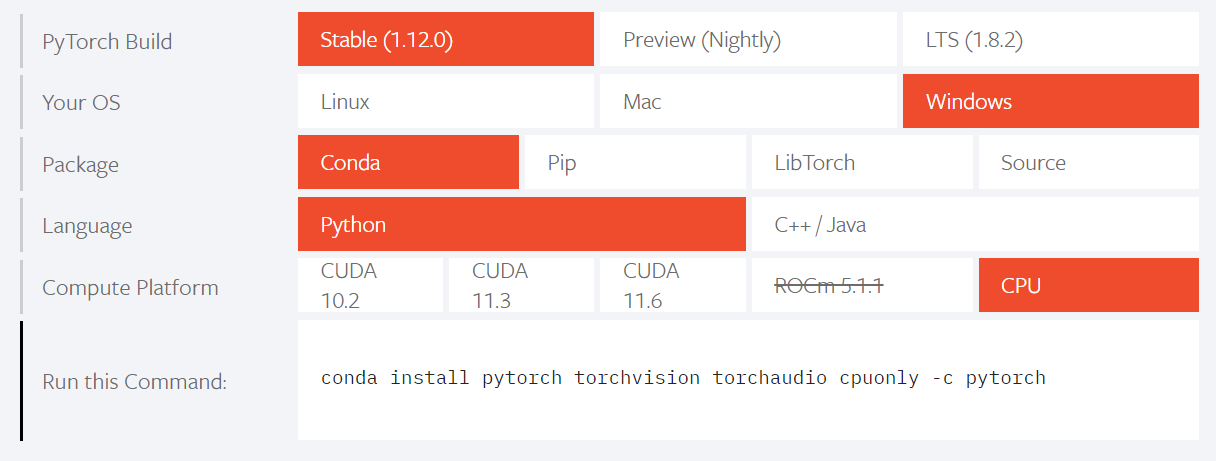 PyTorch Build
Stable (1.12.0)
Preview (Nightly)
LTS (1.8.2)
Your OS
Linux
Mac
Windows
Package
Conda
Pip
LibTorch
Source
Language
Python
C++ / Java
Compute Platform
CUDA
10.2
CUDA
11.3
CUDA
11.6
ROCm 5.1.1
CPU
Run this Command:
conda install pytorch torchvision torchaudio cpuonly -c pytorch